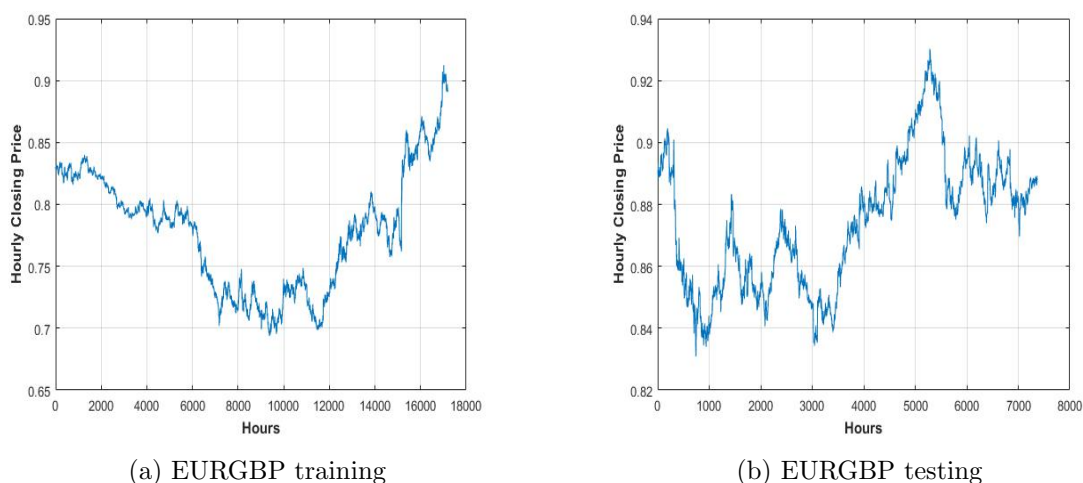 0.95
0.9
0.85
0.8
0.75
0.7
0.65
0 2000 4000 6000 8000 10000 12000 14000 16000 18000
Hours
Hourly Closing Price
(a) EURGBP training
0.94
0.92
0.9
0.88
0.86
0.84
0.82
0 1000 2000 3000 4000 5000 6000 7000 8000
Hours
Hourly Closing Price
(b) EURGBP testing